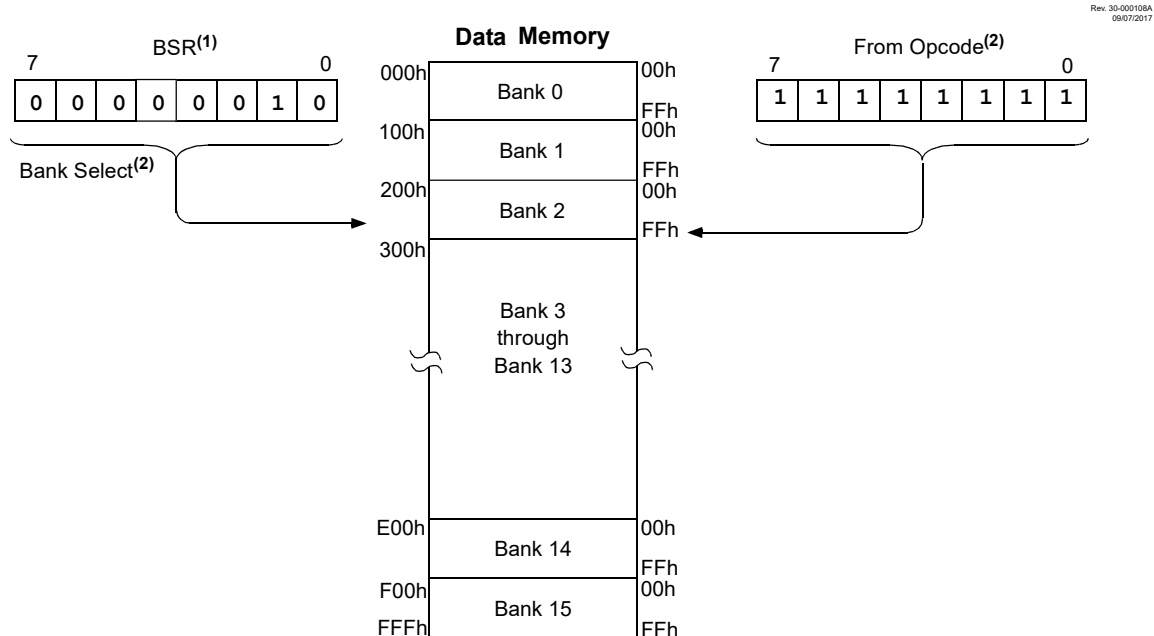 Rev. 30-000108A
09/07/2017
BSR(1)
7 0
0 0 0 0 0 0 1 0
Bank Select(2)
Data Memory
From Opcode(2)
7 0
1 1 1 1 1 1 1 1
000h Bank 0 00h
FFh
100h Bank 1 00h
FFh
200h Bank 2 00h
FFh
300h
Bank 3
through
Bank 13
E00h Bank 14 00h
FFh
F00h Bank 15 00h
FFFh FFh